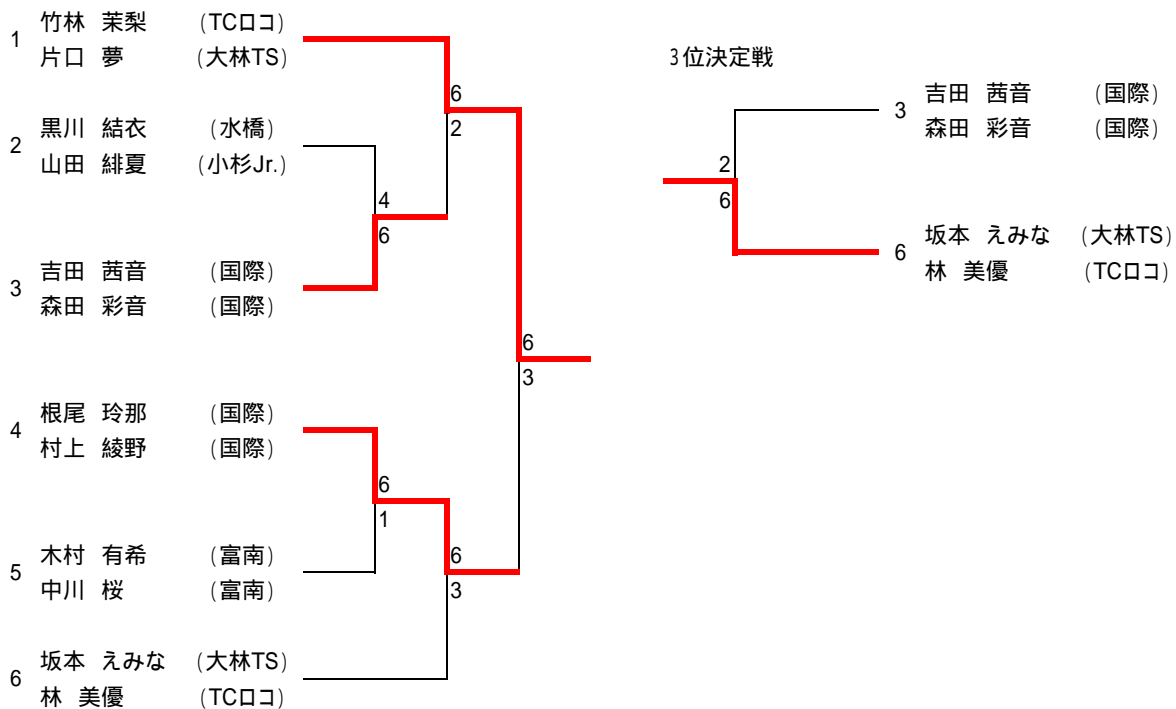 1
竹林 茉梨 (TCロコ)
片口 夢 (大林TS)
2
黒川 結衣 (水橋)
山田 緋夏 (小杉Jr.)
3
吉田 茜音 (国際)
森田 彩音 (国際)
4
根尾 玲那 (国際)
村上 綾野 (国際)
5
木村 有希 (富南)
中川 桜 (富南)
6
坂本 えみな (大林TS)
林 美優 (TCロコ)
4
6
6
1
6
2
6
3
6
3
3位決定戦
3
吉田 茜音 (国際)
森田 彩音 (国際)
2
6
6
坂本 えみな (大林TS)
林 美優 (TCロコ)